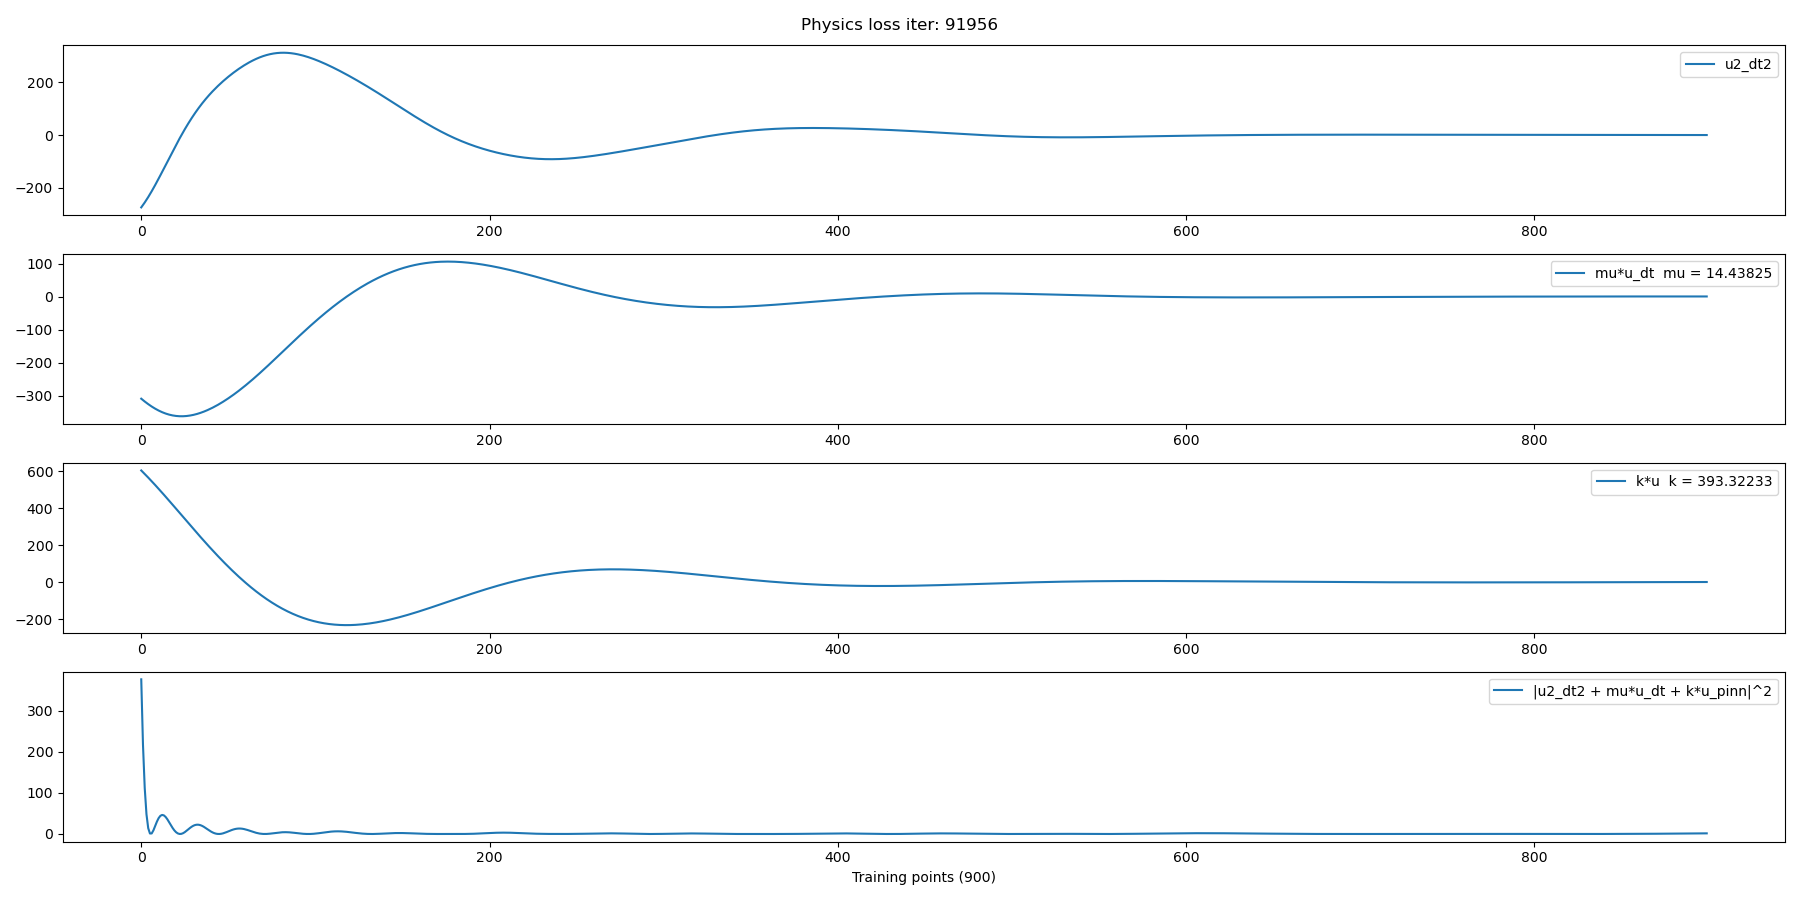 Physics loss iter: 91956
u2_dt2
200
0
−200
0 200 400 600 800
mu*u_dt  mu = 14.43825
100
0
−100
−200
−300
0 200 400 600 800
k*u  k = 393.32233
600
400
200
0
−200
0 200 400 600 800
|u2_dt2 + mu*u_dt + k*u_pinn|^2
300
200
100
0
0 200 400 600 800
Training points (900)